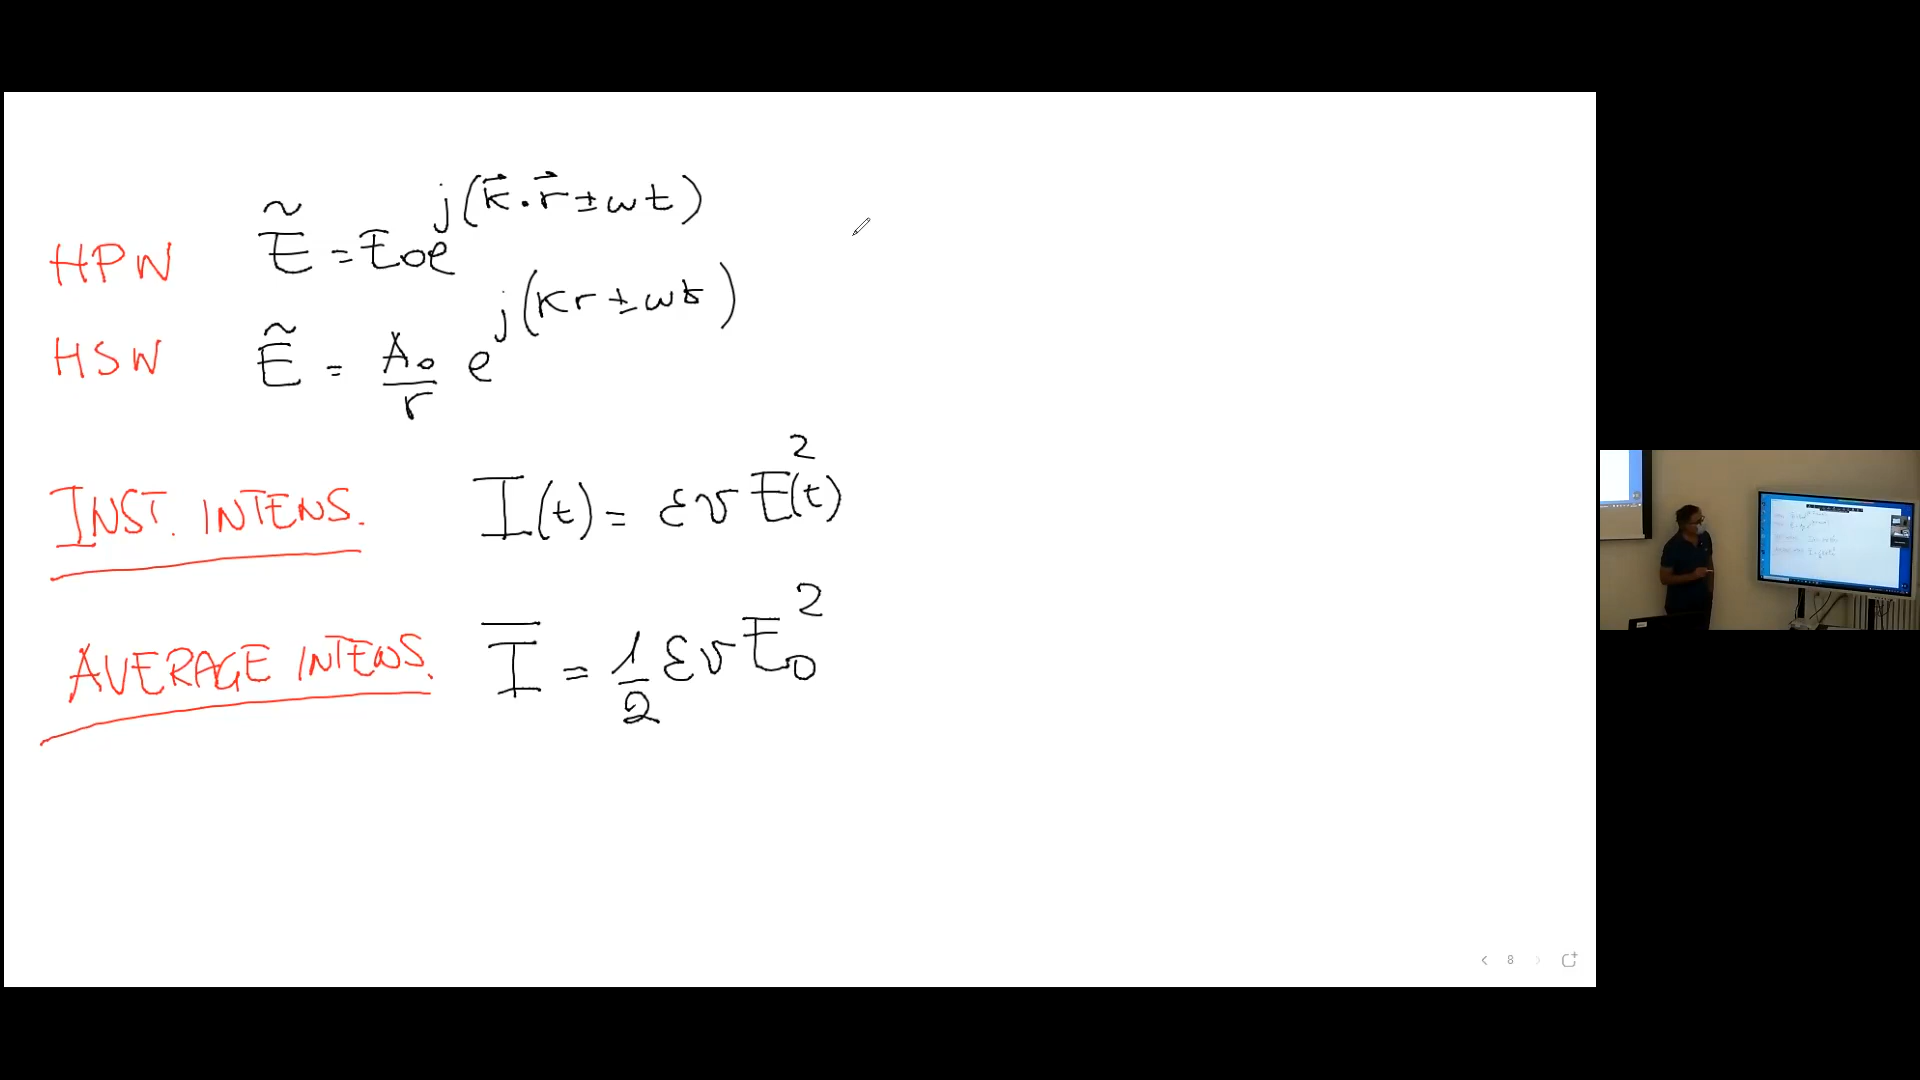 HPW Ẽ = E₀e^{j(k⃗·r⃗ ± ωt)}
HSW Ẽ = A₀/r e^{j(kr ± ωt)}
INST. INTENS. I(t) = εv E²(t)
AVERAGE INTENS. I̅ = 1/2 εv E₀²
8